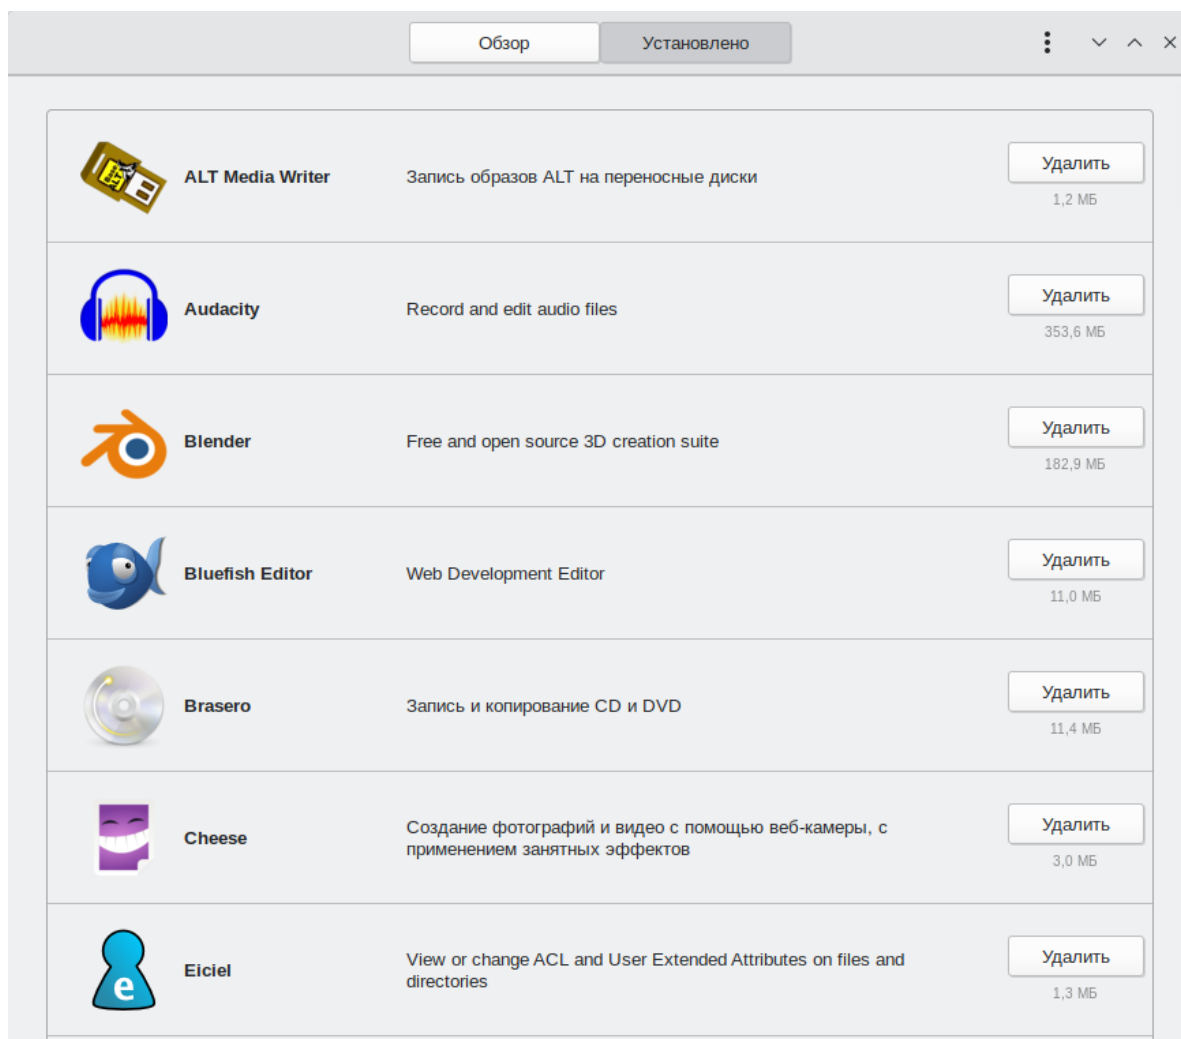 Обзор
Установлено
ALT Media Writer
Запись образов ALT на переносные диски
Удалить
1,2 МБ
Audacity
Record and edit audio files
Удалить
353,6 МБ
Blender
Free and open source 3D creation suite
Удалить
182,9 МБ
Bluefish Editor
Web Development Editor
Удалить
11,0 МБ
Brasero
Запись и копирование CD и DVD
Удалить
11,4 МБ
Cheese
Создание фотографий и видео с помощью веб-камеры, с
применением занятных эффектов
Удалить
3,0 МБ
e
Eiciel
View or change ACL and User Extended Attributes on files and
directories
Удалить
1,3 МБ